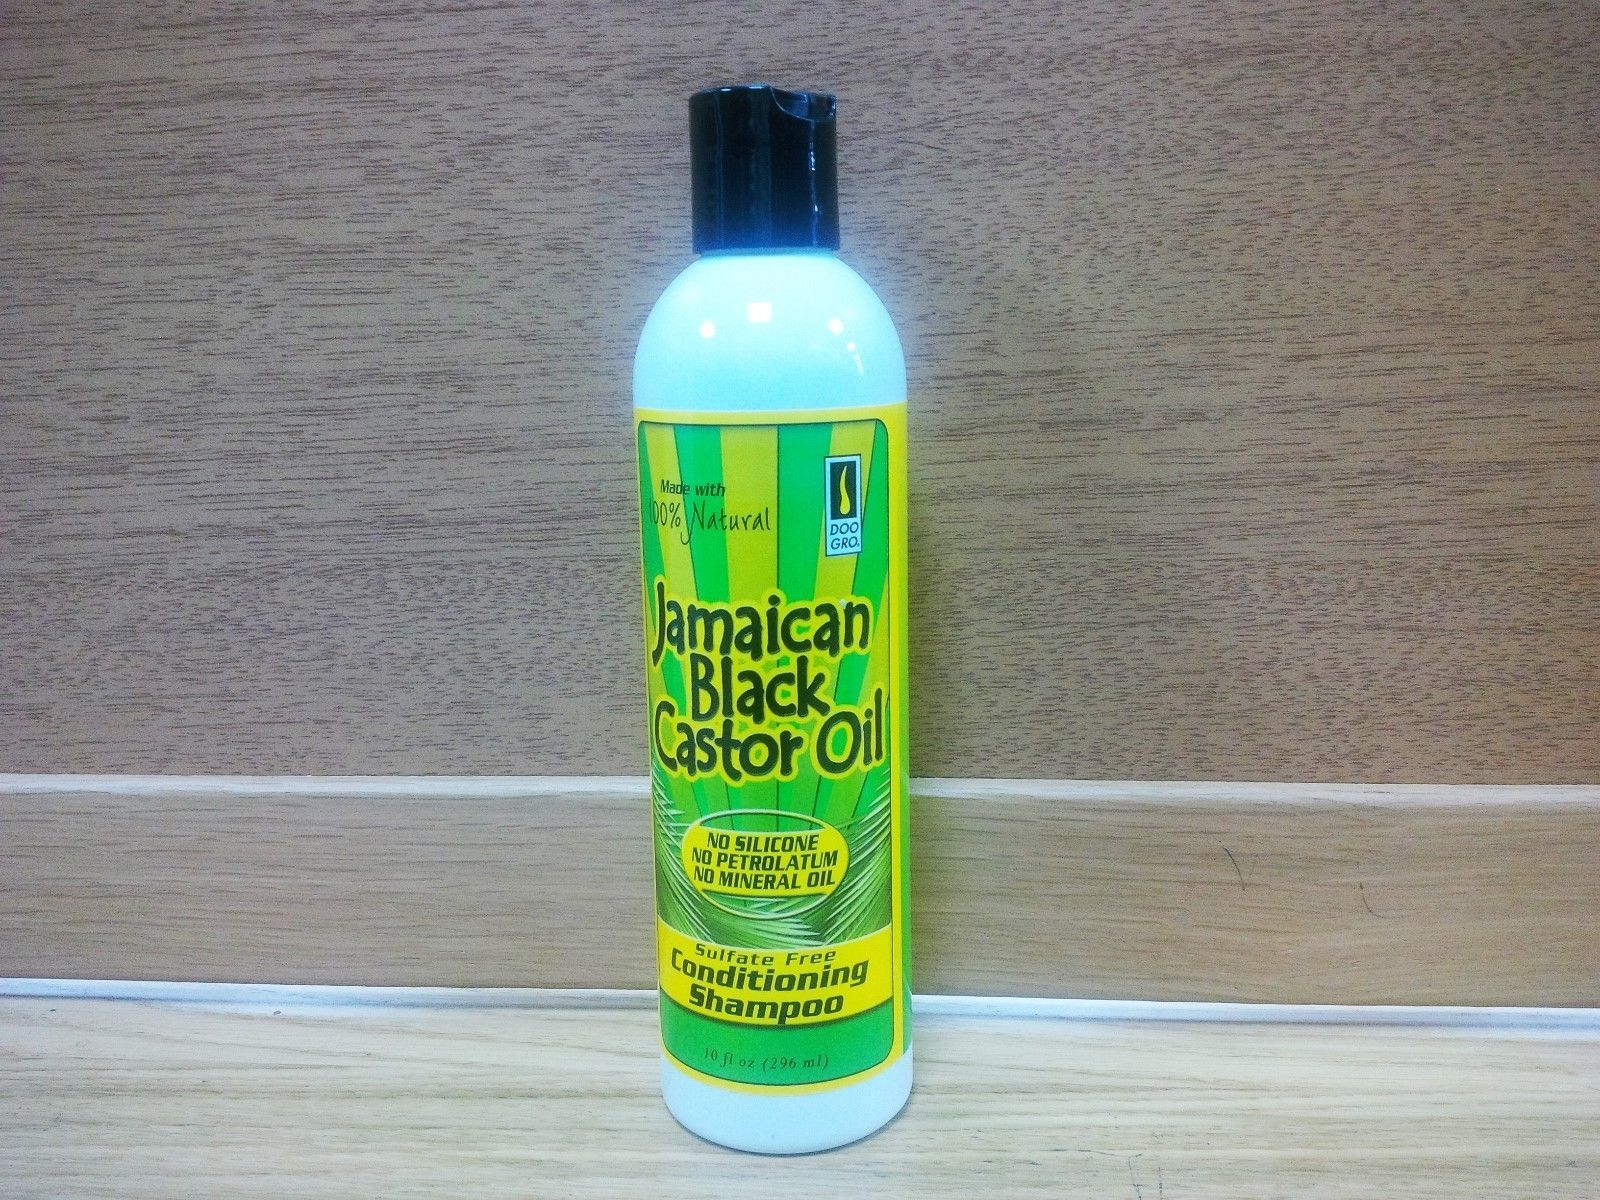 Made with
100% Natural
DOO
GRO.
Jamaican
Black
Castor Oil
NO SILICONE
NO PETROLATUM
NO MINERAL OIL
Sulfate Free
Conditioning
Shampoo
10 fl oz (296 ml)